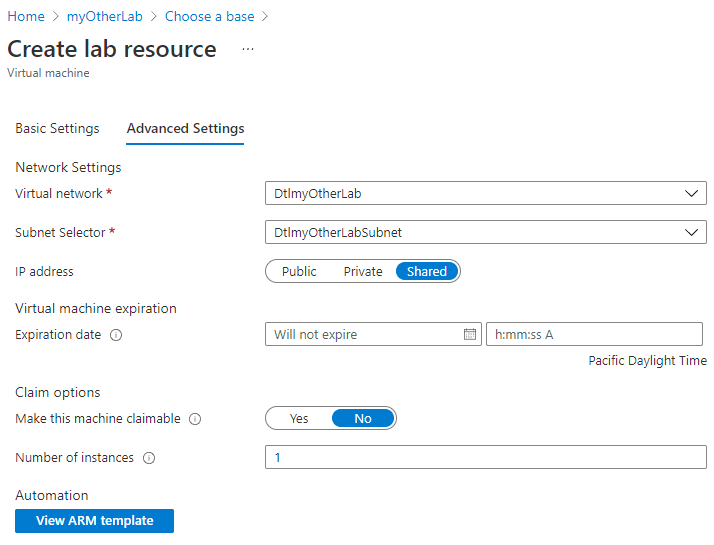 Home > myOtherLab > Choose a base >
Create lab resource ...
Virtual machine
Basic Settings Advanced Settings
Network Settings
Virtual network * DtlmyOtherLab
Subnet Selector * DtlmyOtherLabSubnet
IP address Public Private Shared
Virtual machine expiration
Expiration date Will not expire h:mm:ss A
Pacific Daylight Time
Claim options
Make this machine claimable Yes No
Number of instances 1
Automation
View ARM template